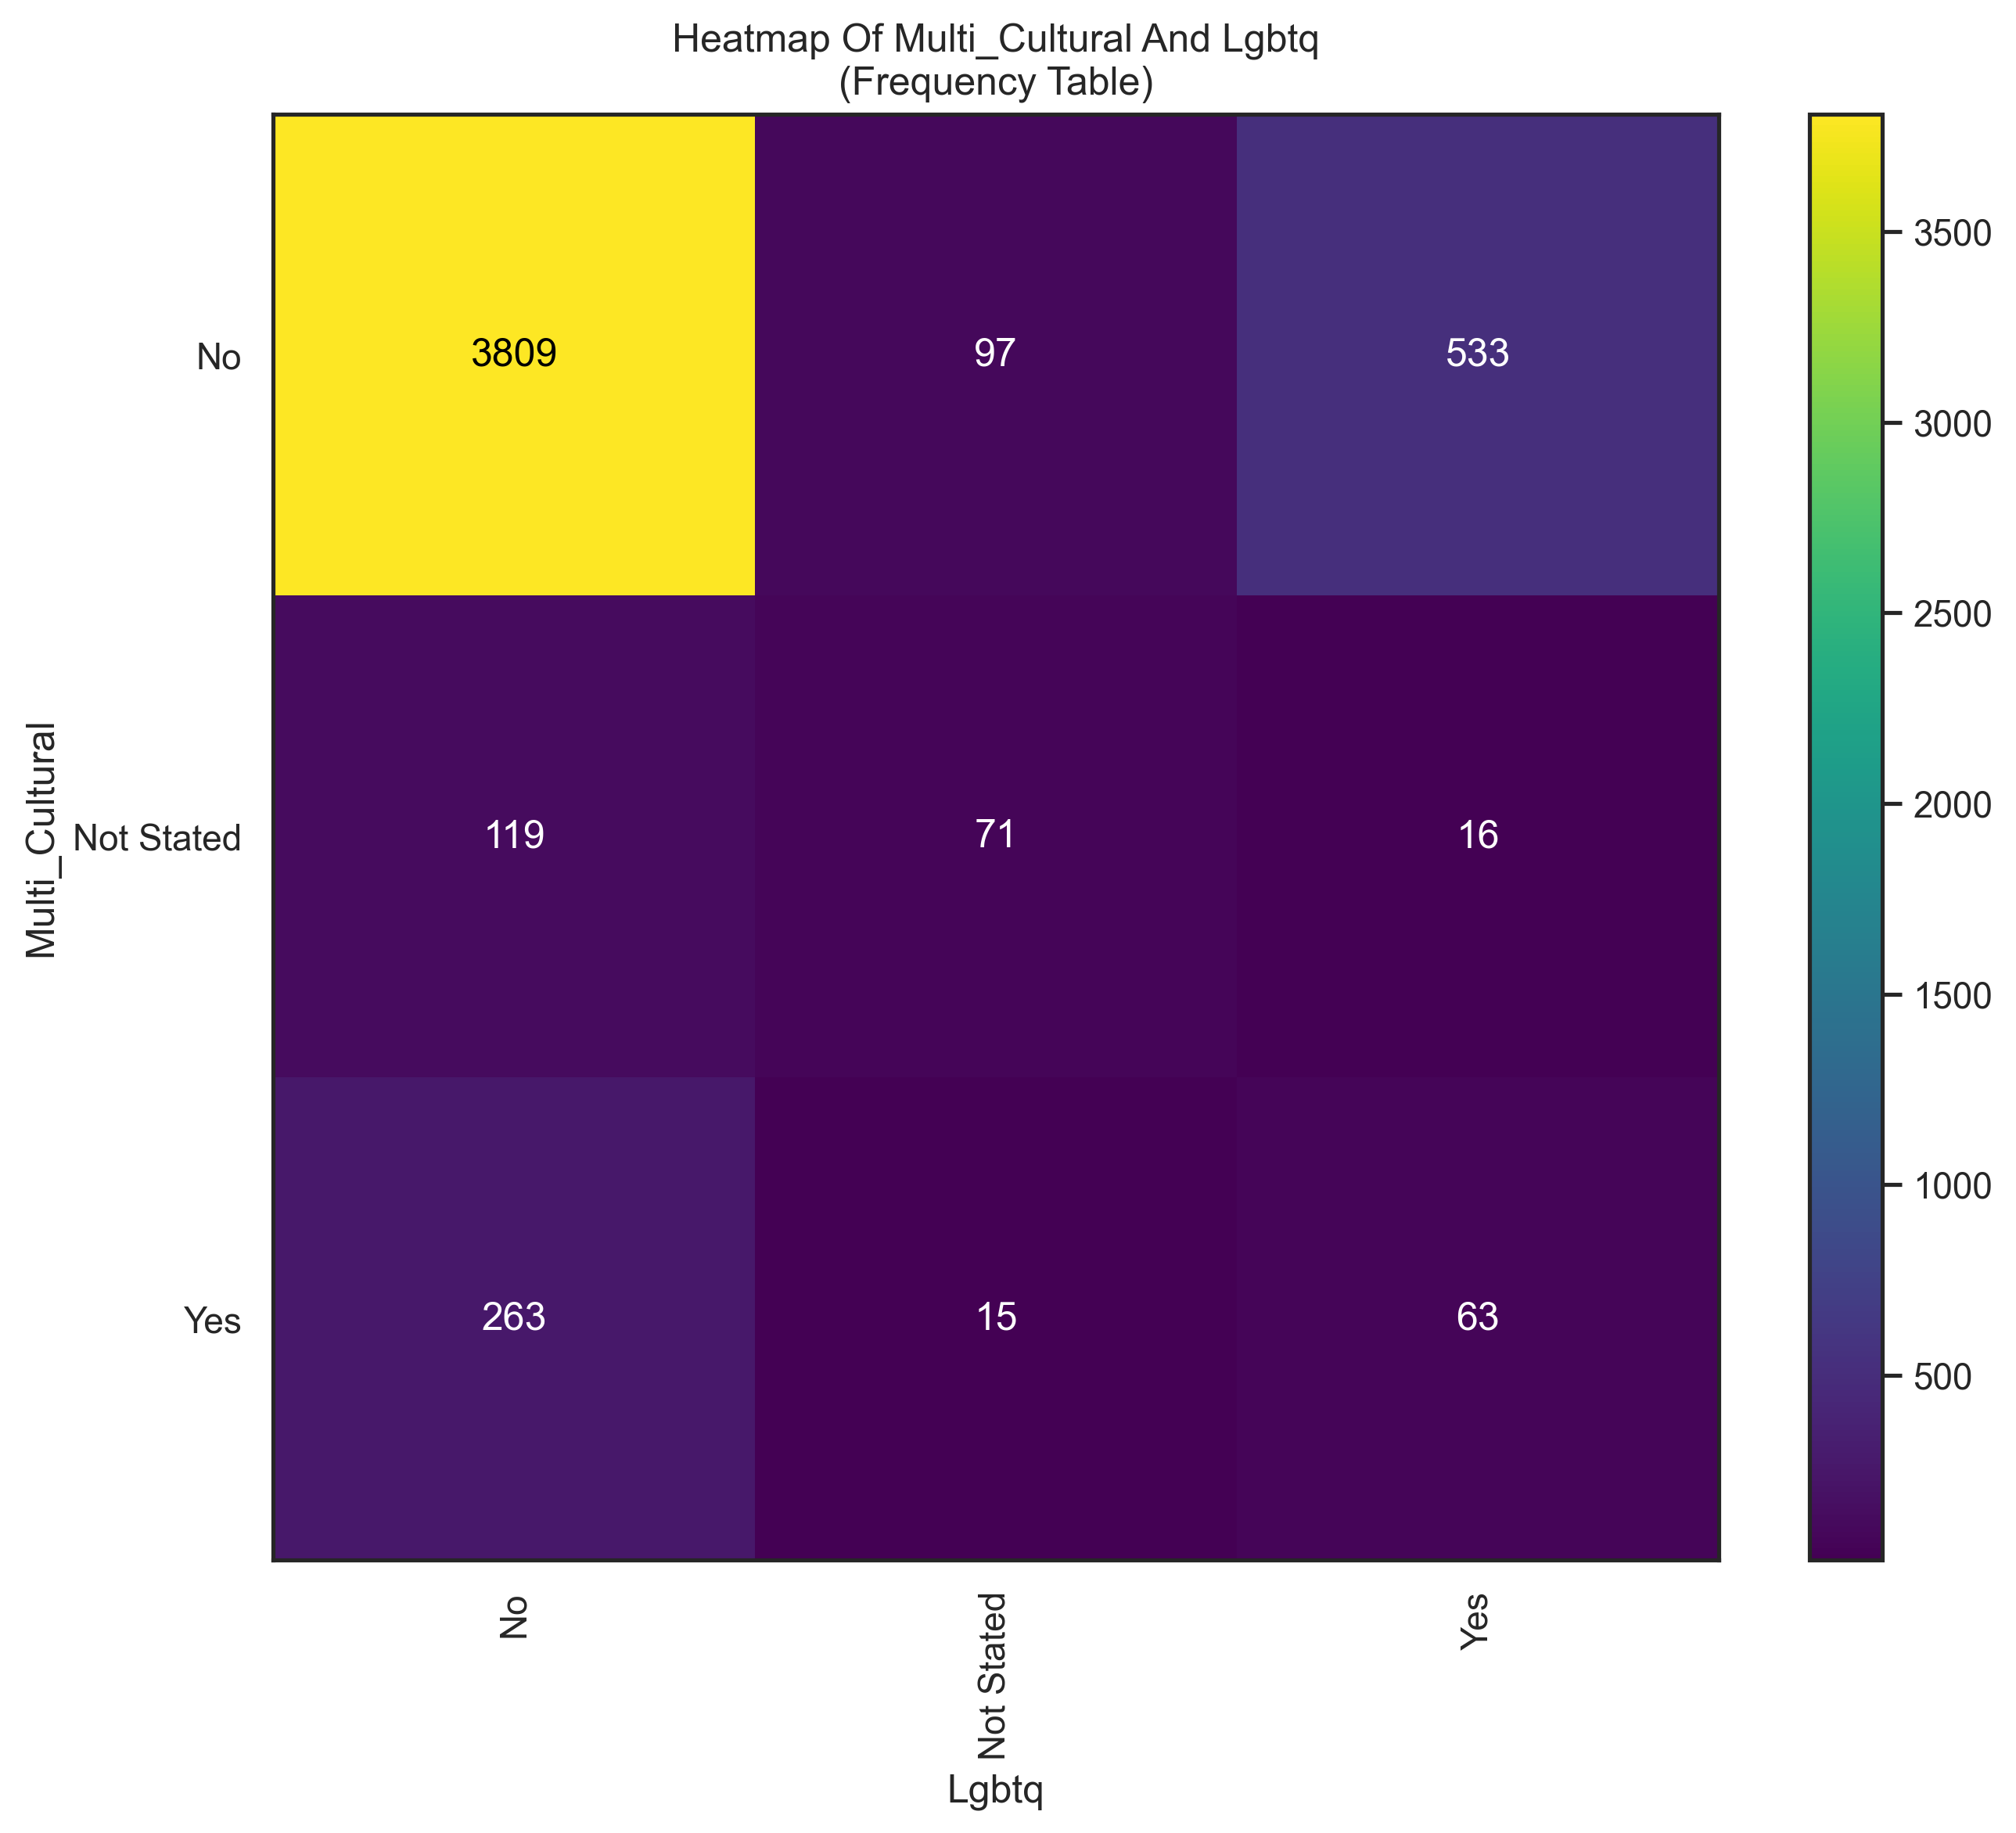 Heatmap Of Multi_Cultural And Lgbtq
(Frequency Table)
Multi_Cultural
No
3809
97
533
Not Stated
119
71
16
Yes
263
15
63
No
Not Stated
Yes
Lgbtq
3500
3000
2500
2000
1500
1000
500